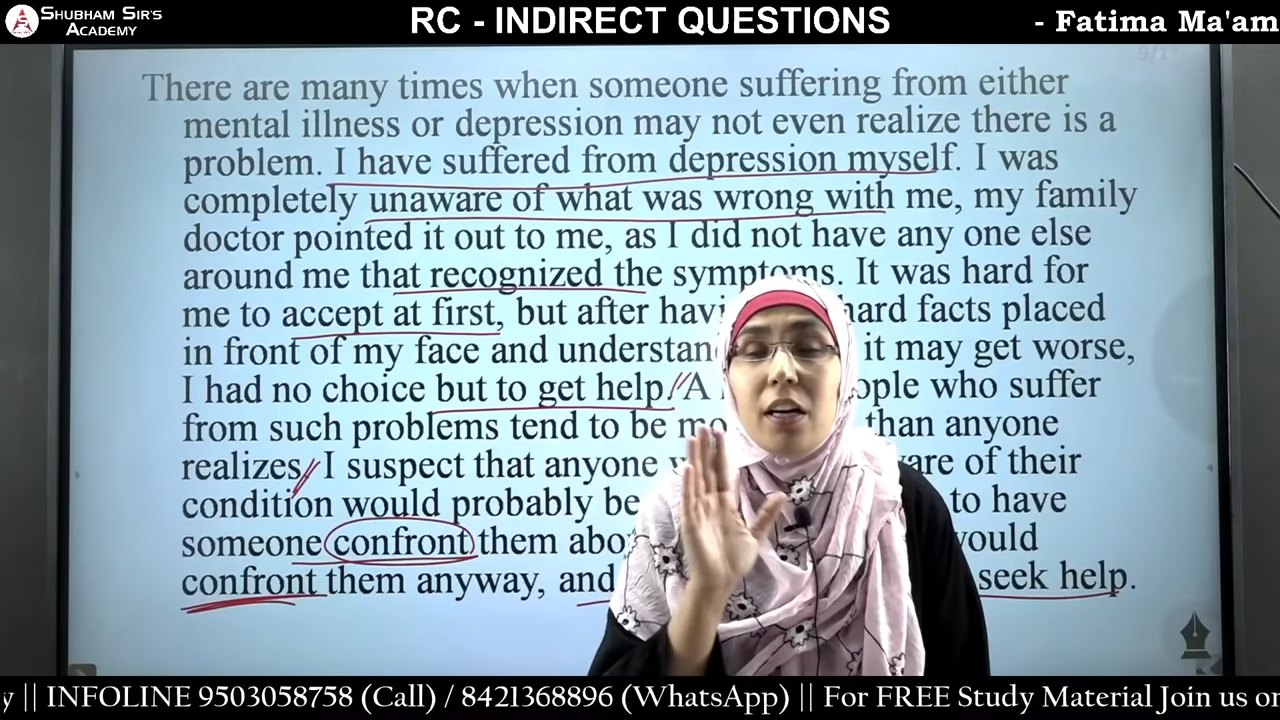 SHUBHAM SIR'S
ACADEMY
RC - INDIRECT QUESTIONS
- Fatima Ma'am
9/17
There are many times when someone suffering from either
mental illness or depression may not even realize there is a
problem. I have suffered from depression myself. I was
completely unaware of what was wrong with me, my family
doctor pointed it out to me, as I did not have any one else
around me that recognized the symptoms. It was hard for
me to accept at first, but after havi hard facts placed
in front of my face and understan it may get worse,
I had no choice but to get help. A ople who suffer
from such problems tend to be mo than anyone
realizes, I suspect that anyone are of their
condition would probably be to have
someone confront them abo would
confront them anyway, and seek help.
y || INFOLINE 9503058758 (Call) / 8421368896 (WhatsApp) || For FREE Study Material Join us on